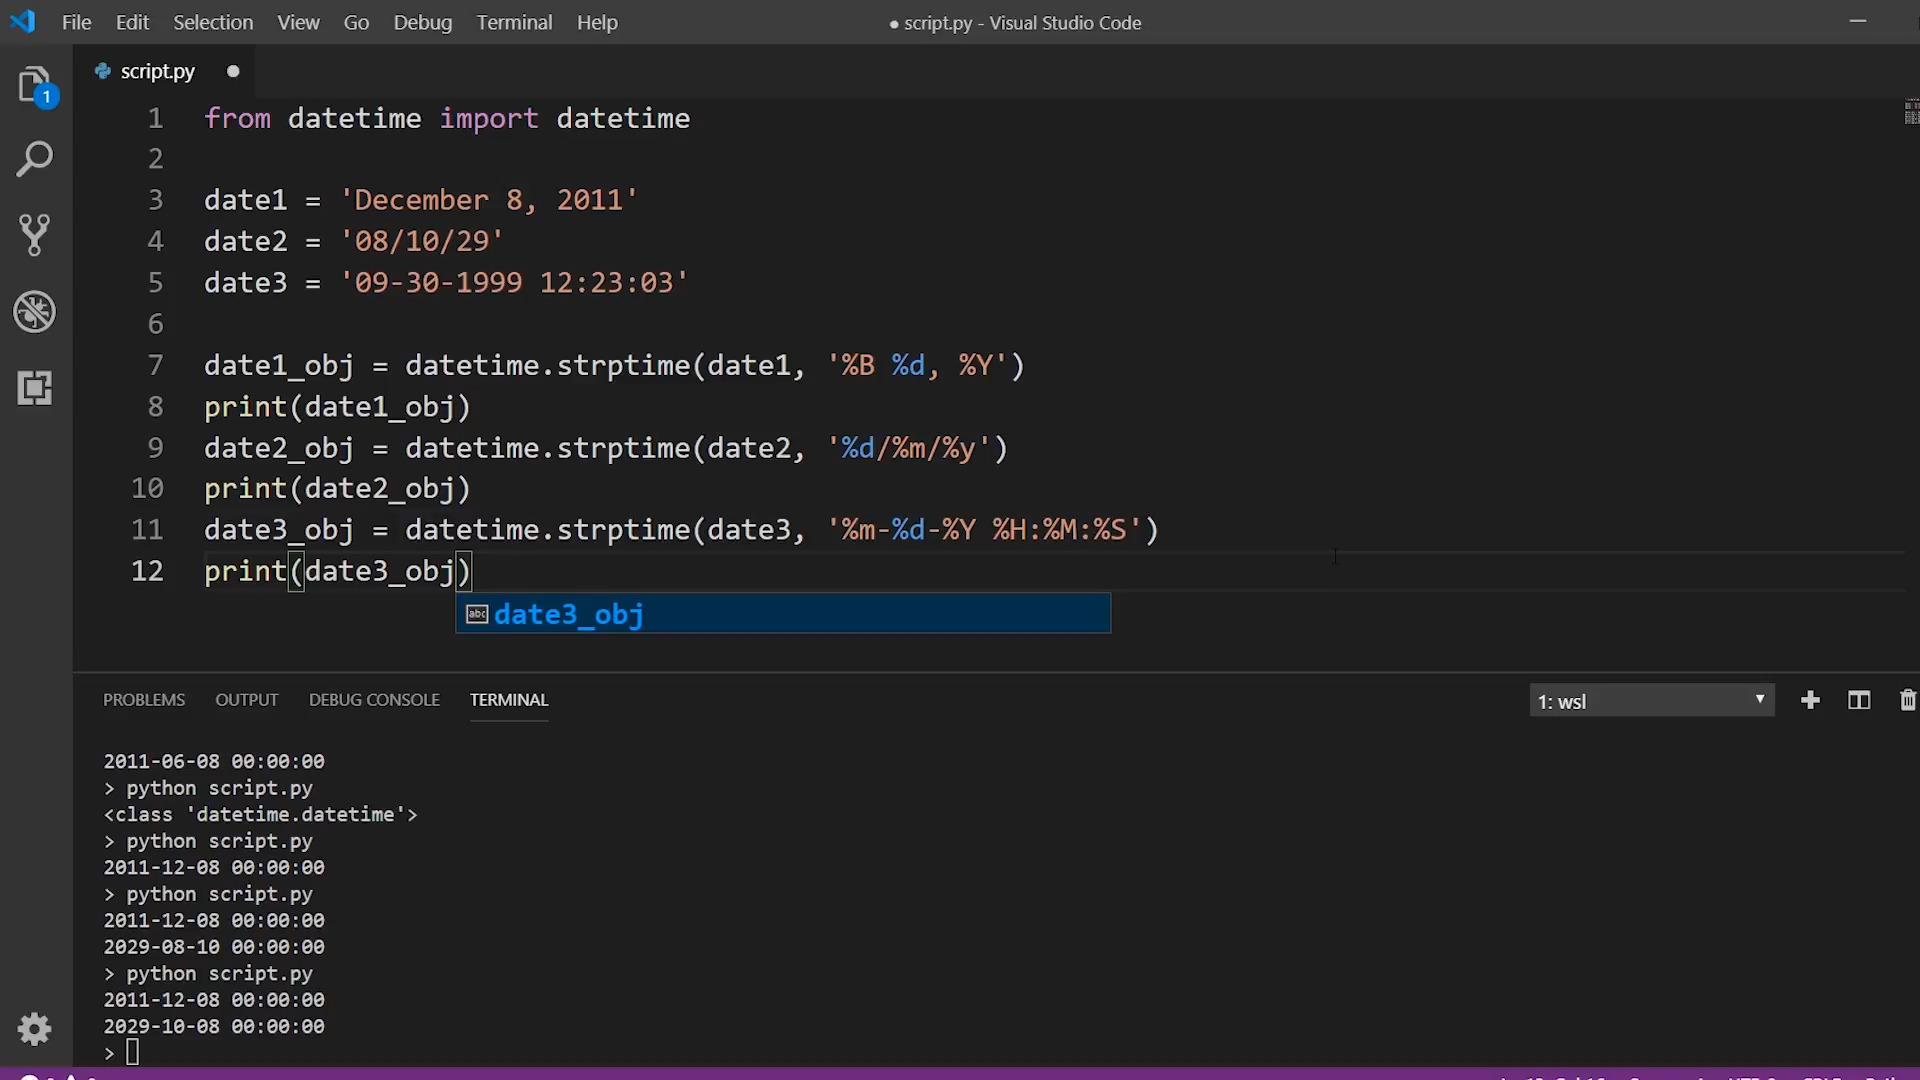 File Edit Selection View Go Debug Terminal Help
● script.py - Visual Studio Code
1
script.py ●
1 from datetime import datetime
2
3 date1 = 'December 8, 2011'
4 date2 = '08/10/29'
5 date3 = '09-30-1999 12:23:03'
6
7 date1_obj = datetime.strptime(date1, '%B %d, %Y')
8 print(date1_obj)
9 date2_obj = datetime.strptime(date2, '%d/%m/%y')
10 print(date2_obj)
11 date3_obj = datetime.strptime(date3, '%m-%d-%Y %H:%M:%S')
12 print(date3_obj)
abc date3_obj
PROBLEMS OUTPUT DEBUG CONSOLE TERMINAL
1: wsl
2011-06-08 00:00:00
> python script.py
<class 'datetime.datetime'>
> python script.py
2011-12-08 00:00:00
> python script.py
2011-12-08 00:00:00
2029-08-10 00:00:00
> python script.py
2011-12-08 00:00:00
2029-10-08 00:00:00
>